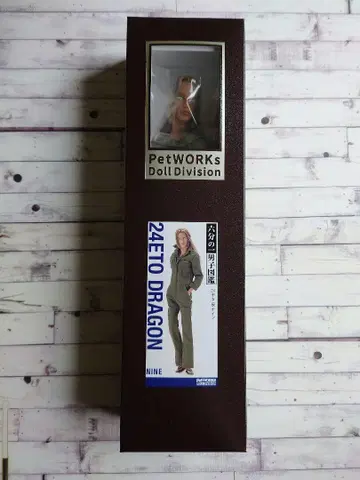 PetWORKs
Doll Division
六分の一男子図鑑
24ETO DRAGON
NINE